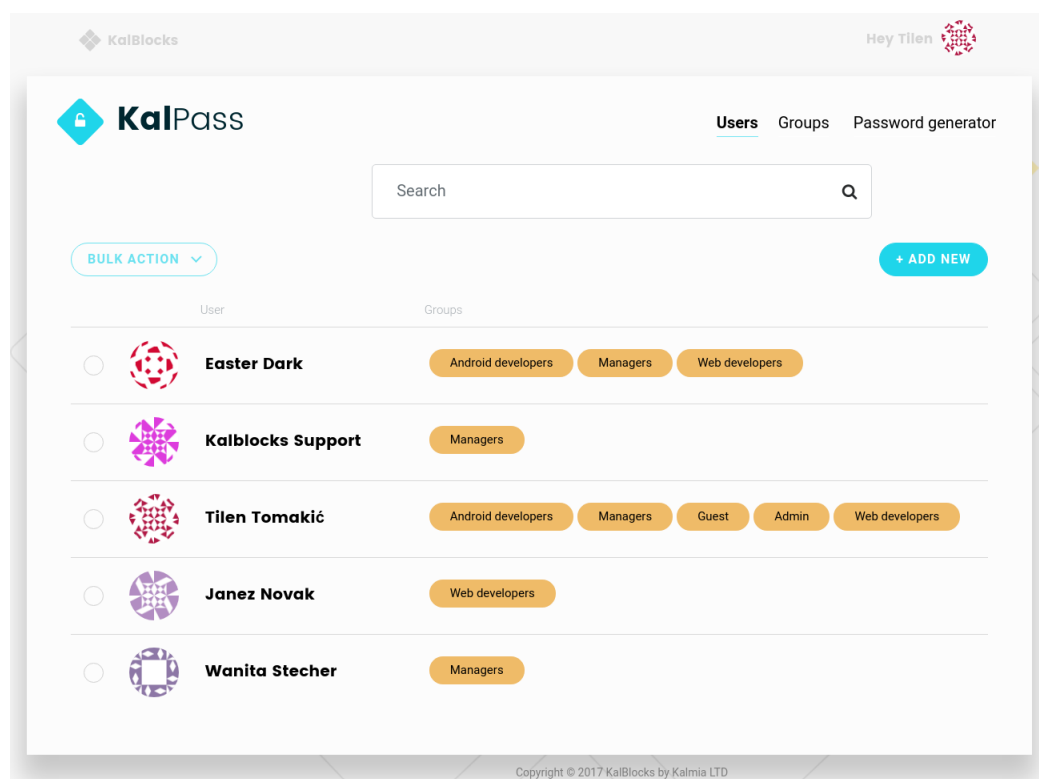 KalBlocks
Hey Tilen
KalPass
Users Groups Password generator
Search
BULK ACTION
+ ADD NEW
User Groups
Easter Dark Android developers Managers Web developers
Kalblocks Support Managers
Tilen Tomakić Android developers Managers Guest Admin Web developers
Janez Novak Web developers
Wanita Stecher Managers
Copyright © 2017 KalBlocks by Kalmia LTD